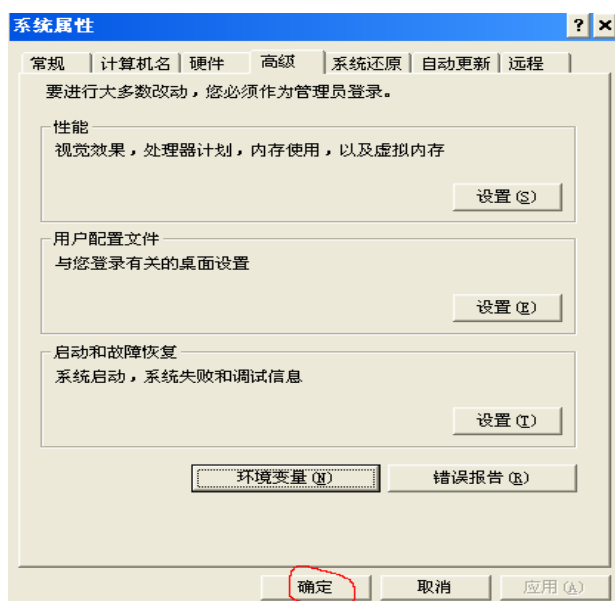 系统属性
常规 计算机名 硬件 高级 系统还原 自动更新 远程
要进行大多数改动，您必须作为管理员登录。
性能
视觉效果，处理器计划，内存使用，以及虚拟内存
设置(S)
用户配置文件
与您登录有关的桌面设置
设置(E)
启动和故障恢复
系统启动，系统失败和调试信息
设置(T)
环境变量(N) 错误报告(R)
确定 取消 应用(A)